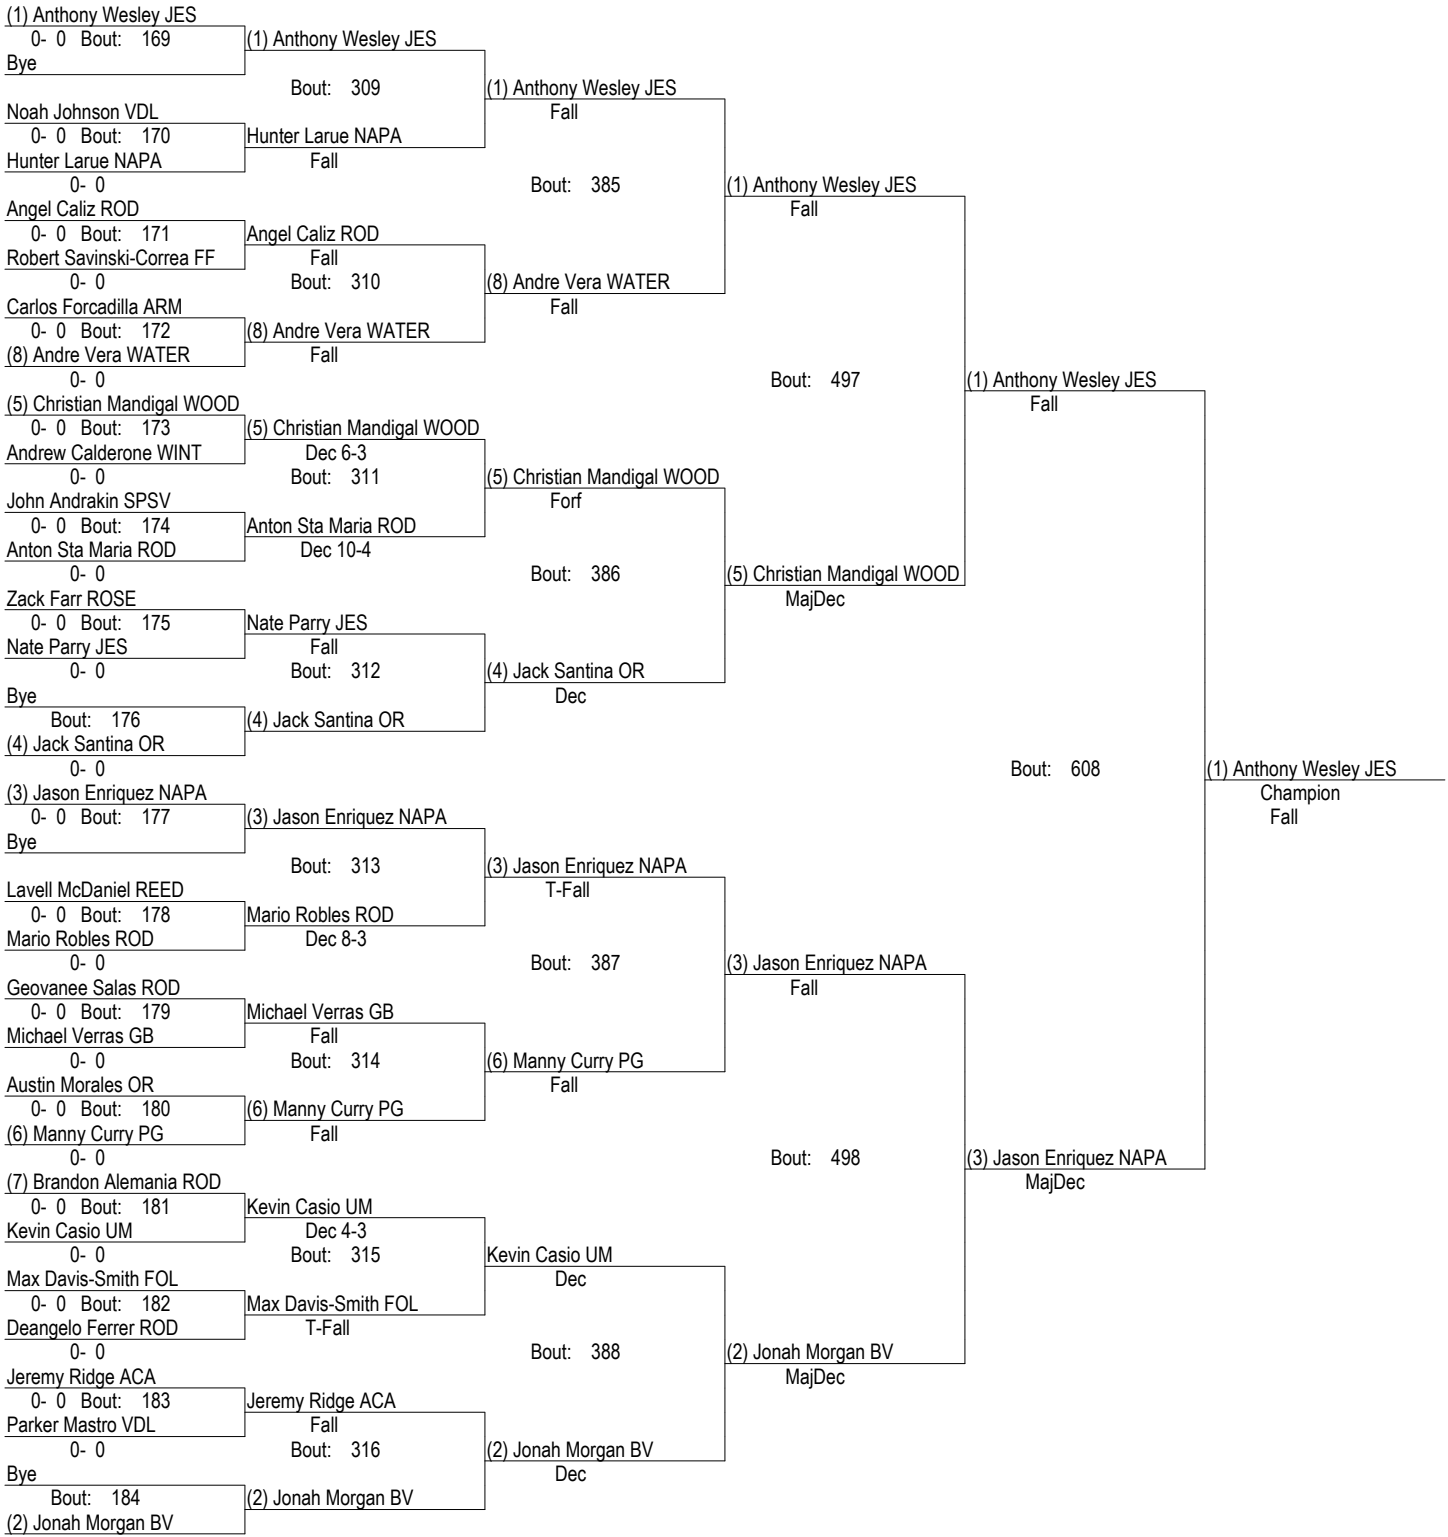 (1) Anthony Wesley JES
0- 0 Bout: 169
(1) Anthony Wesley JES
Bye
Bout: 309
(1) Anthony Wesley JES
Noah Johnson VDL
Fall
0- 0 Bout: 170
Hunter Larue NAPA
Hunter Larue NAPA
Fall
0- 0
Bout: 385
(1) Anthony Wesley JES
Angel Caliz ROD
Fall
0- 0 Bout: 171
Angel Caliz ROD
Robert Savinski-Correa FF
Fall
0- 0
Bout: 310
(8) Andre Vera WATER
Carlos Forcadilla ARM
Fall
0- 0 Bout: 172
(8) Andre Vera WATER
(8) Andre Vera WATER
Fall
0- 0
Bout: 497
(1) Anthony Wesley JES
(5) Christian Mandigal WOOD
Fall
0- 0 Bout: 173
(5) Christian Mandigal WOOD
Andrew Calderone WINT
Dec 6-3
0- 0
Bout: 311
(5) Christian Mandigal WOOD
John Andrakin SPSV
Forf
0- 0 Bout: 174
Anton Sta Maria ROD
Anton Sta Maria ROD
Dec 10-4
0- 0
Bout: 386
(5) Christian Mandigal WOOD
Zack Farr ROSE
MajDec
0- 0 Bout: 175
Nate Parry JES
Nate Parry JES
Fall
0- 0
Bout: 312
(4) Jack Santina OR
Bye
Dec
Bout: 176
(4) Jack Santina OR
(4) Jack Santina OR
0- 0
Bout: 608
(1) Anthony Wesley JES
(3) Jason Enriquez NAPA
Champion
0- 0 Bout: 177
(3) Jason Enriquez NAPA
Fall
Bye
Bout: 313
(3) Jason Enriquez NAPA
Lavell McDaniel REED
T-Fall
0- 0 Bout: 178
Mario Robles ROD
Mario Robles ROD
Dec 8-3
0- 0
Bout: 387
(3) Jason Enriquez NAPA
Geovanee Salas ROD
Fall
0- 0 Bout: 179
Michael Verras GB
Michael Verras GB
Fall
0- 0
Bout: 314
(6) Manny Curry PG
Austin Morales OR
Fall
0- 0 Bout: 180
(6) Manny Curry PG
(6) Manny Curry PG
Fall
0- 0
Bout: 498
(3) Jason Enriquez NAPA
(7) Brandon Alemania ROD
MajDec
0- 0 Bout: 181
Kevin Casio UM
Kevin Casio UM
Dec 4-3
0- 0
Bout: 315
Kevin Casio UM
Max Davis-Smith FOL
Dec
0- 0 Bout: 182
Max Davis-Smith FOL
Deangelo Ferrer ROD
T-Fall
0- 0
Bout: 388
(2) Jonah Morgan BV
Jeremy Ridge ACA
MajDec
0- 0 Bout: 183
Jeremy Ridge ACA
Parker Mastro VDL
Fall
0- 0
Bout: 316
(2) Jonah Morgan BV
Bye
Dec
Bout: 184
(2) Jonah Morgan BV
(2) Jonah Morgan BV